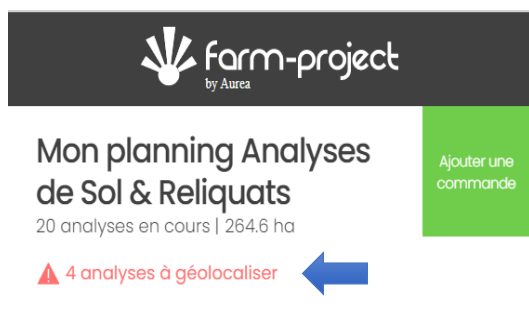 farm-project
by Aurea
Mon planning Analyses
de Sol & Reliquats
20 analyses en cours | 264.6 ha
4 analyses à géolocaliser
Ajouter une
commande